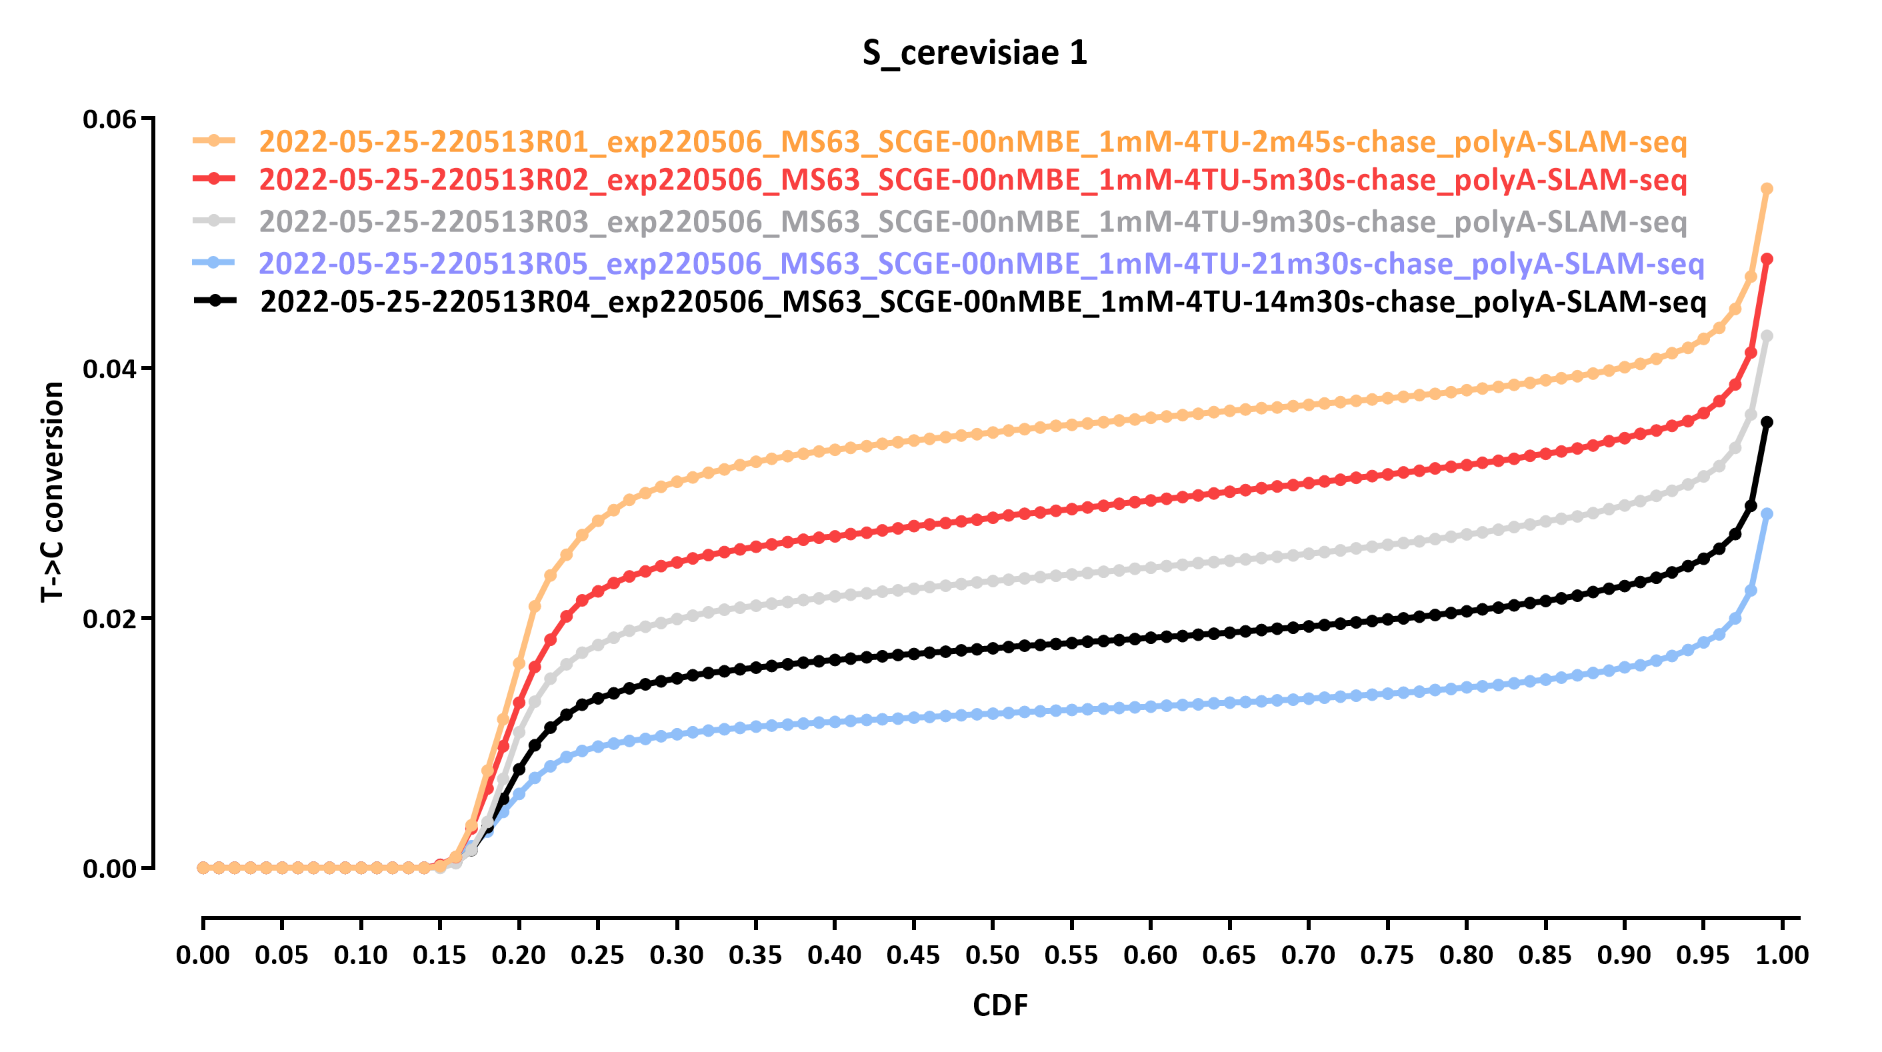 S_cerevisiae 1
0.06
2022-05-25-220513R01_exp220506_MS63_SCGE-00nMBE_1mM-4TU-2m45s-chase_polyA-SLAM-seq
2022-05-25-220513R02_exp220506_MS63_SCGE-00nMBE_1mM-4TU-5m30s-chase_polyA-SLAM-seq
2022-05-25-220513R03_exp220506_MS63_SCGE-00nMBE_1mM-4TU-9m30s-chase_polyA-SLAM-seq
2022-05-25-220513R05_exp220506_MS63_SCGE-00nMBE_1mM-4TU-21m30s-chase_polyA-SLAM-seq
2022-05-25-220513R04_exp220506_MS63_SCGE-00nMBE_1mM-4TU-14m30s-chase_polyA-SLAM-seq
0.04
T->C conversion
0.02
0.00
0.00 0.05 0.10 0.15 0.20 0.25 0.30 0.35 0.40 0.45 0.50 0.55 0.60 0.65 0.70 0.75 0.80 0.85 0.90 0.95 1.00
CDF